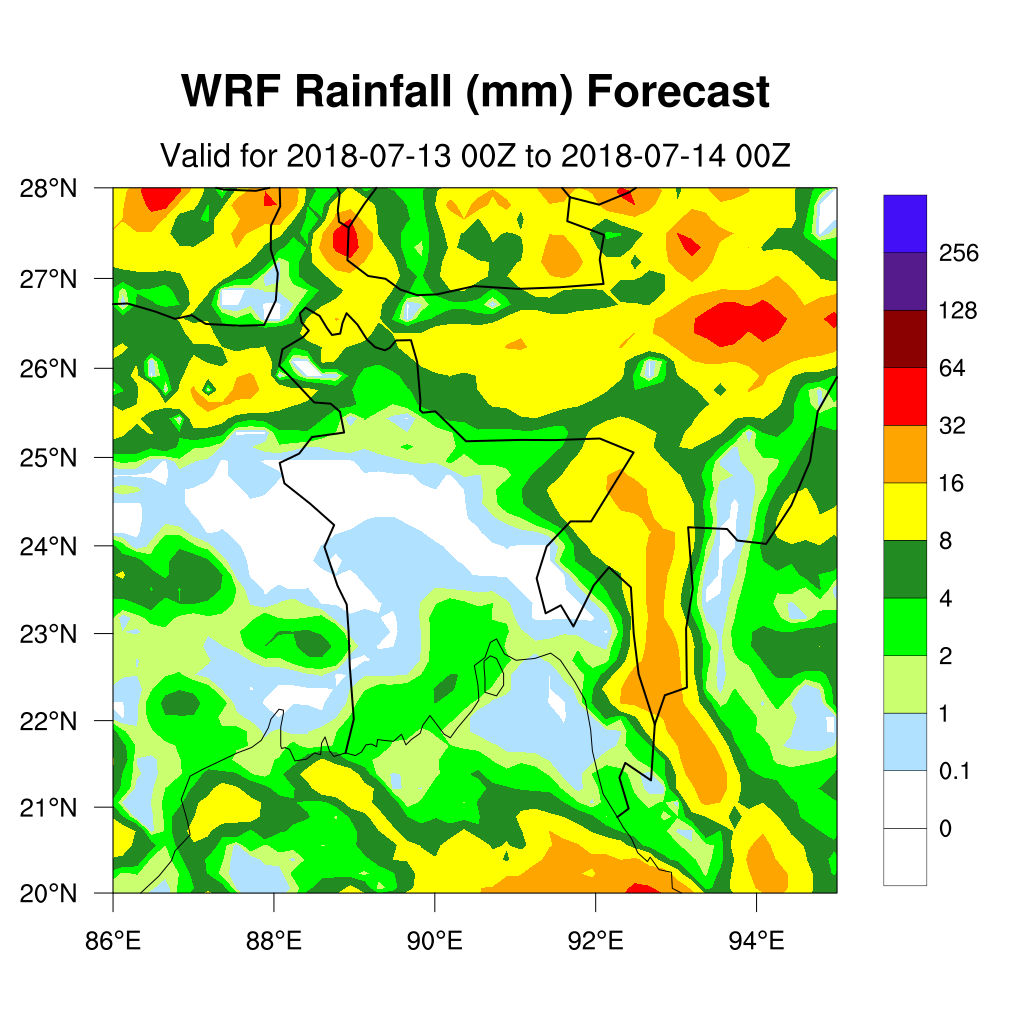 WRF Rainfall (mm) Forecast
Valid for 2018-07-13 00Z to 2018-07-14 00Z
28°N
27°N
26°N
25°N
24°N
23°N
22°N
21°N
20°N
86°E 88°E 90°E 92°E 94°E
256
128
64
32
16
8
4
2
1
0.1
0